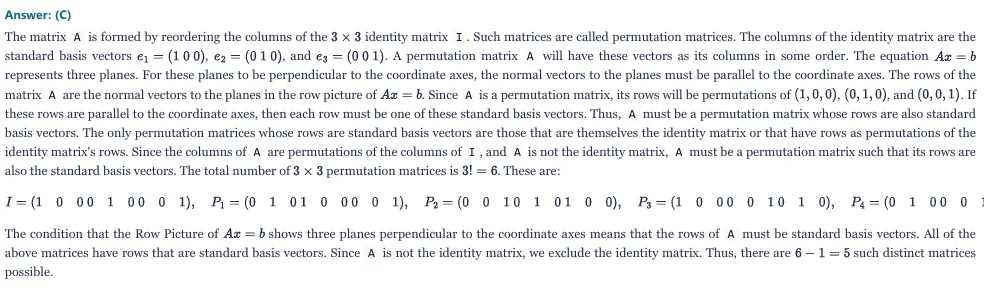 Answer: (C)
The matrix A is formed by reordering the columns of the 3 × 3 identity matrix I . Such matrices are called permutation matrices. The columns of the identity matrix are the
standard basis vectors e₁ = (1 0 0), e₂ = (0 1 0), and e₃ = (0 0 1). A permutation matrix A will have these vectors as its columns in some order. The equation Ax = b
represents three planes. For these planes to be perpendicular to the coordinate axes, the normal vectors to the planes must be parallel to the coordinate axes. The rows of the
matrix A are the normal vectors to the planes in the row picture of Ax = b. Since A is a permutation matrix, its rows will be permutations of (1, 0, 0), (0, 1, 0), and (0, 0, 1). If
these rows are parallel to the coordinate axes, then each row must be one of these standard basis vectors. Thus, A must be a permutation matrix whose rows are also standard
basis vectors. The only permutation matrices whose rows are standard basis vectors are those that are themselves the identity matrix or that have rows as permutations of the
identity matrix's rows. Since the columns of A are permutations of the columns of I , and A is not the identity matrix, A must be a permutation matrix such that its rows are
also the standard basis vectors. The total number of 3 × 3 permutation matrices is 3! = 6. These are:
I = (1 0 0 0 1 0 0 0 1), P₁ = (0 1 0 1 0 0 0 0 1), P₂ = (0 0 1 0 1 0 1 0 0), P₃ = (1 0 0 0 0 1 0 1 0), P₄ = (0 1 0 0 0 1
The condition that the Row Picture of Ax = b shows three planes perpendicular to the coordinate axes means that the rows of A must be standard basis vectors. All of the
above matrices have rows that are standard basis vectors. Since A is not the identity matrix, we exclude the identity matrix. Thus, there are 6 − 1 = 5 such distinct matrices
possible.